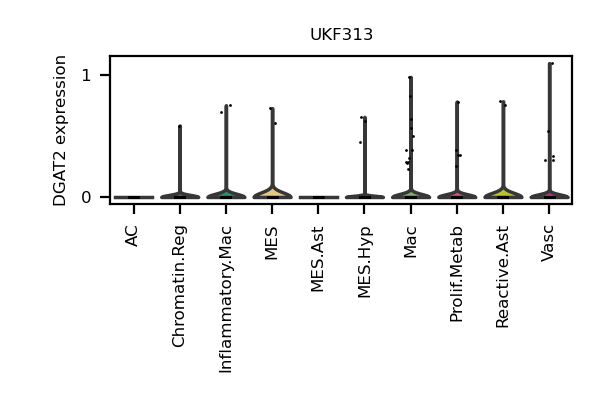 UKF313
DGAT2 expression
1
0
AC
Chromatin.Reg
Inflammatory.Mac
MES
MES.Ast
MES.Hyp
Mac
Prolif.Metab
Reactive.Ast
Vasc